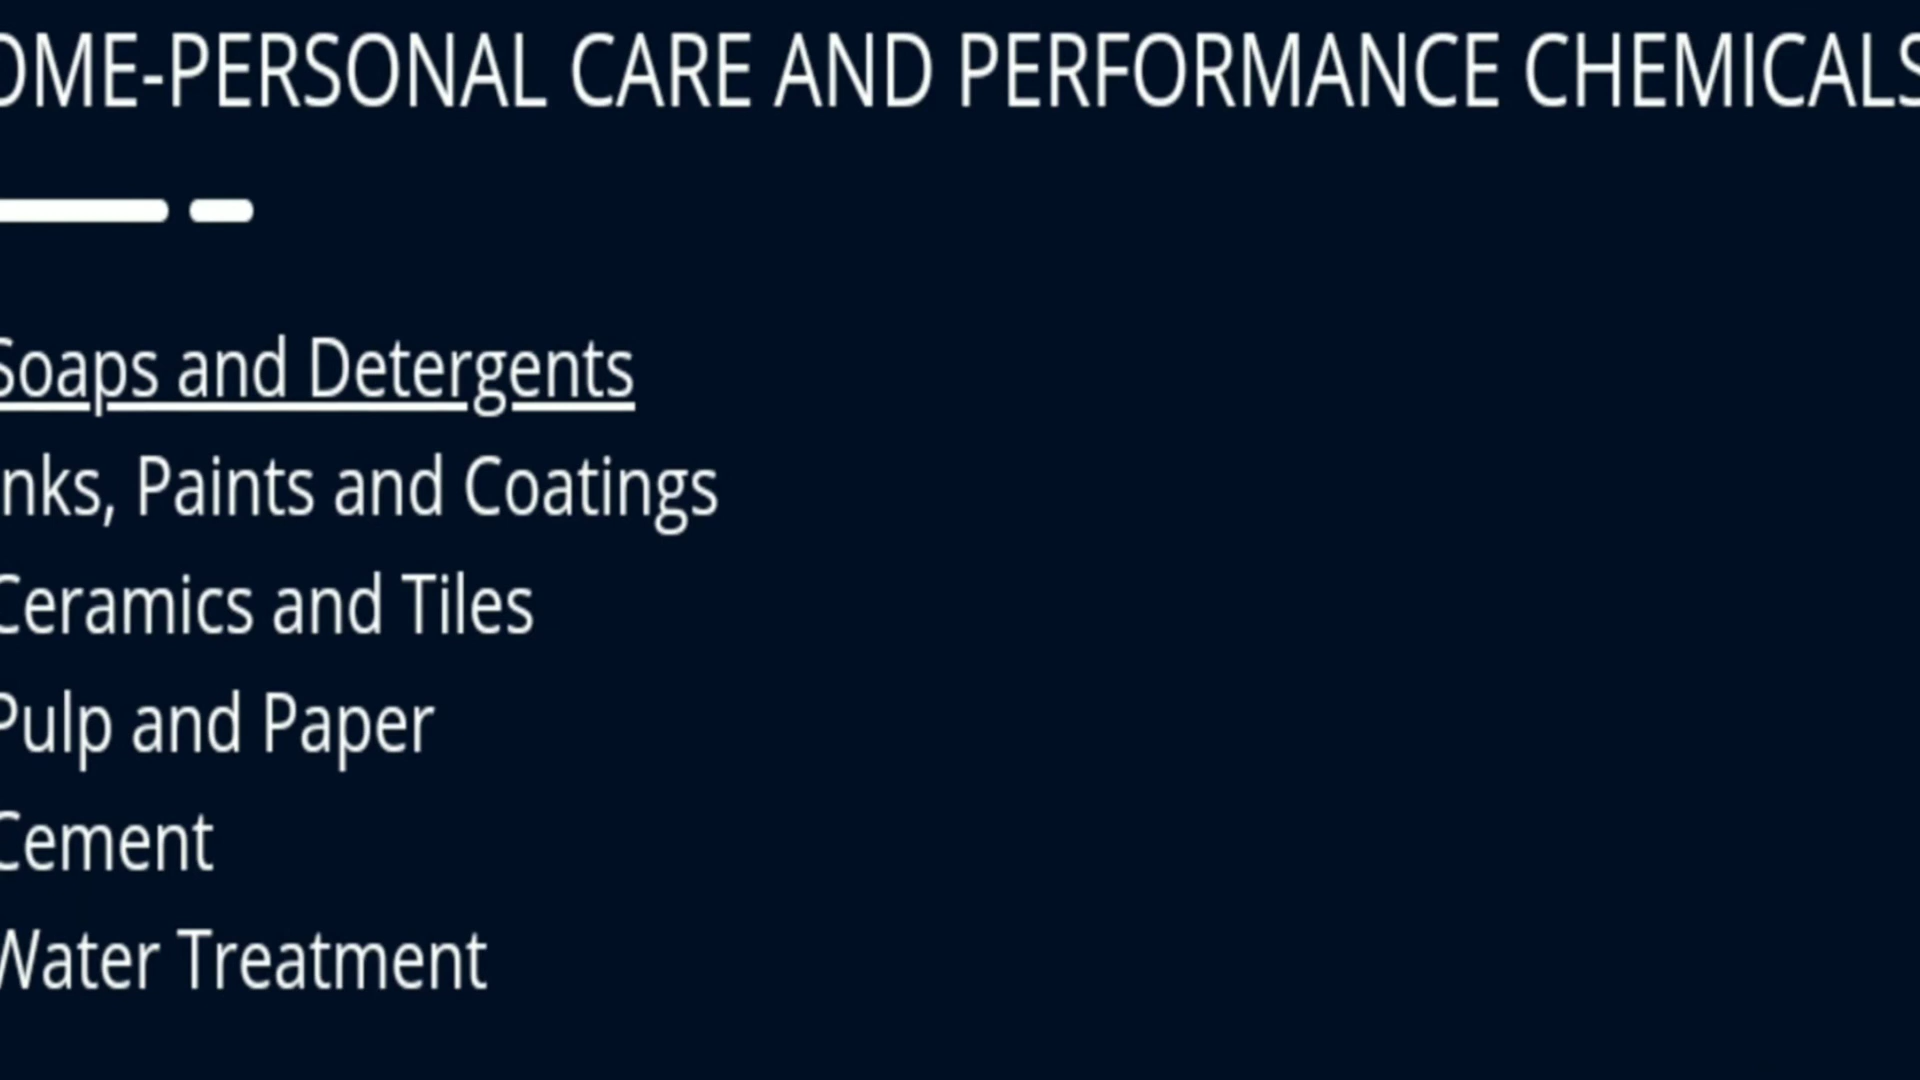 OME-PERSONAL CARE AND PERFORMANCE CHEMICALS
Soaps and Detergents
nks, Paints and Coatings
Ceramics and Tiles
Pulp and Paper
Cement
Water Treatment